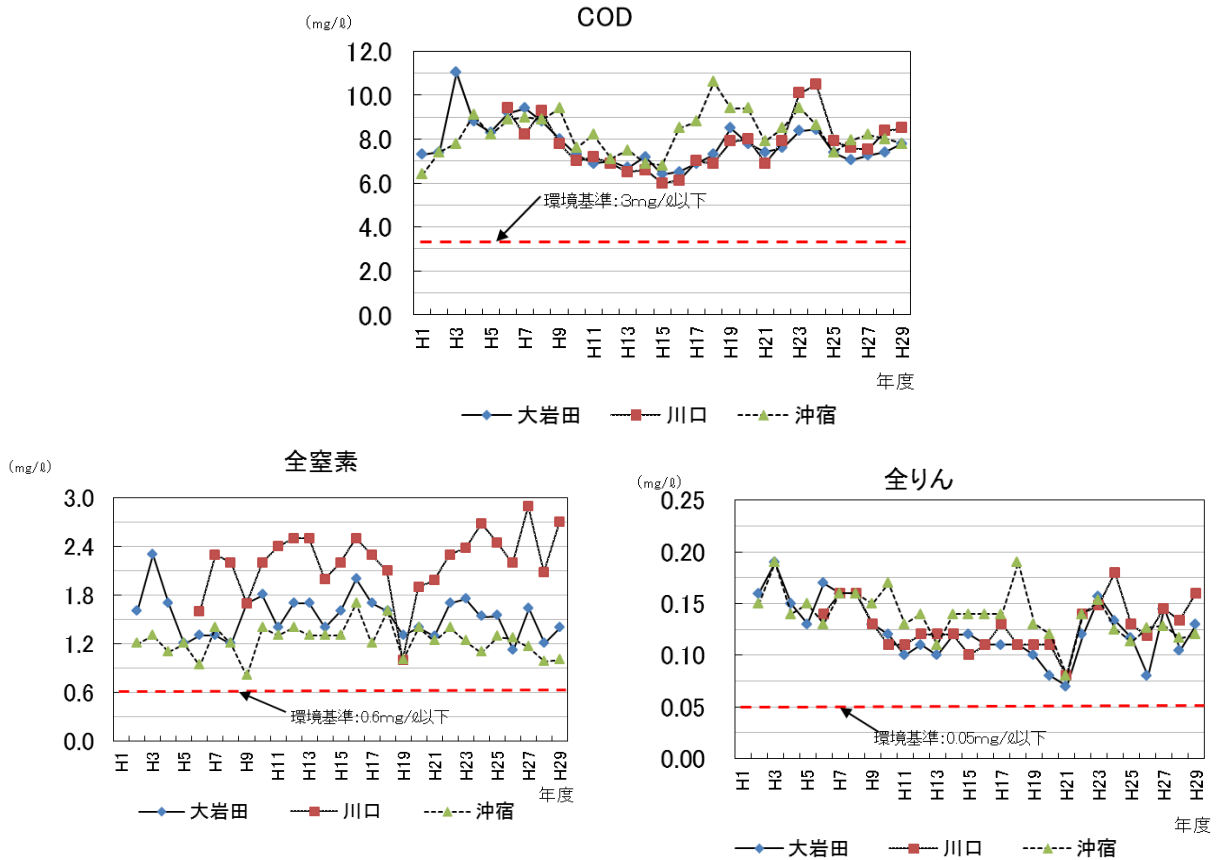 COD
(mg/ℓ)
12.0
10.0
8.0
6.0
4.0
2.0
0.0
環境基準:3mg/ℓ以下
H1 H3 H5 H7 H9 H11 H13 H15 H17 H19 H21 H23 H25 H27 H29
年度
大岩田 川口 沖宿
全窒素
(mg/ℓ)
3.0
2.4
1.8
1.2
0.6
0.0
環境基準:0.6mg/ℓ以下
H1 H3 H5 H7 H9 H11 H13 H15 H17 H19 H21 H23 H25 H27 H29
年度
大岩田 川口 沖宿
全りん
(mg/ℓ)
0.25
0.20
0.15
0.10
0.05
0.00
環境基準:0.05mg/ℓ以下
H1 H3 H5 H7 H9 H11 H13 H15 H17 H19 H21 H23 H25 H27 H29
年度
大岩田 川口 沖宿